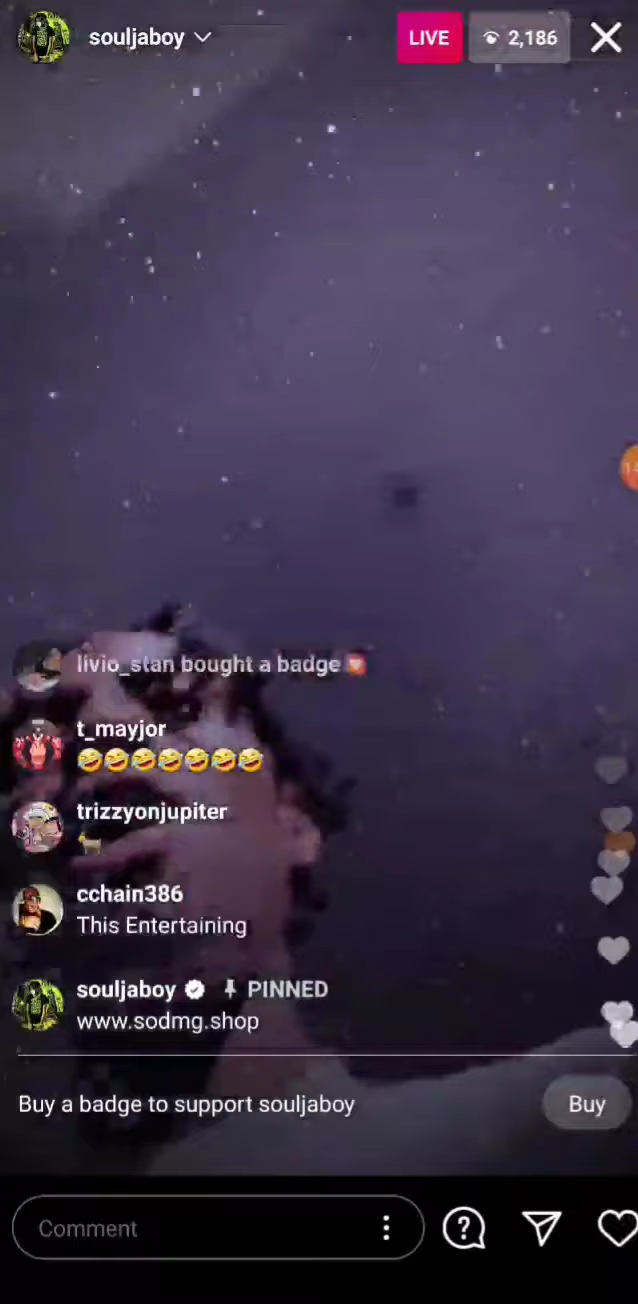 souljaboy
LIVE
2,186
livio_stan bought a badge
t_mayjor
🤣🤣🤣🤣🤣🤣🤣
trizzyonjupiter
🐐
cchain386
This Entertaining
souljaboy PINNED
www.sodmg.shop
Buy a badge to support souljaboy
Buy
Comment